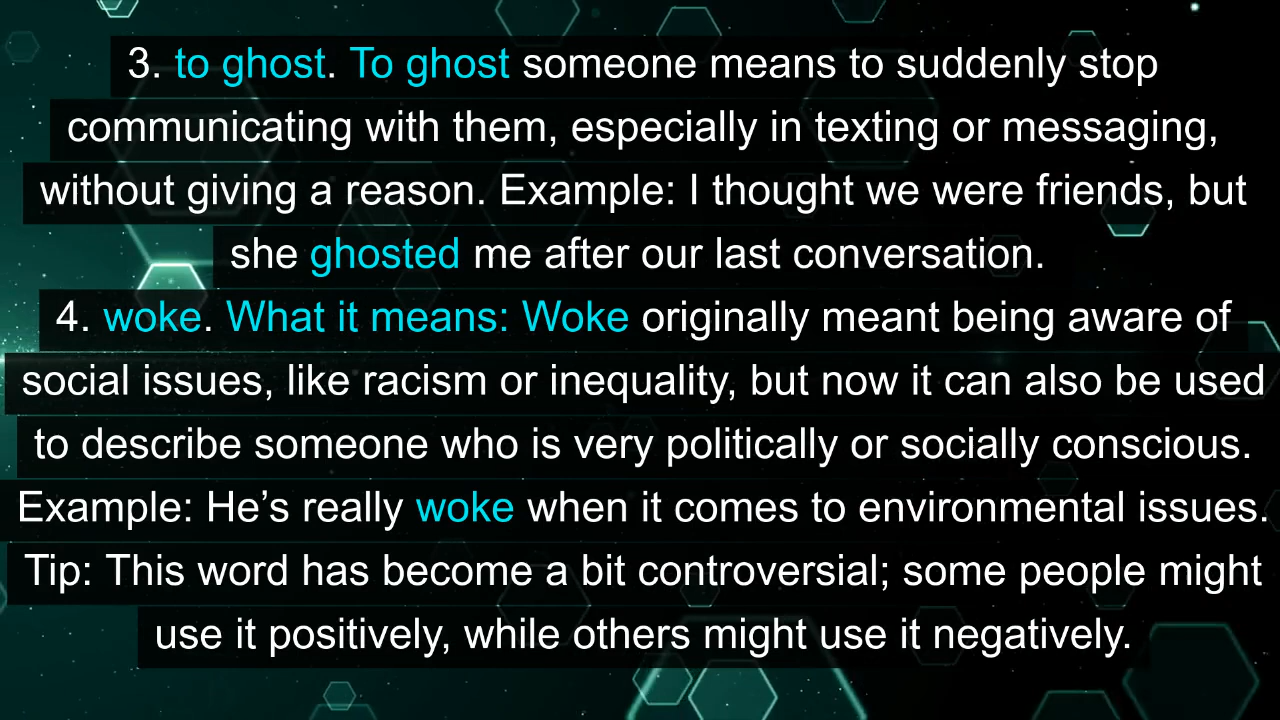 3. to ghost. To ghost someone means to suddenly stop
communicating with them, especially in texting or messaging,
without giving a reason. Example: I thought we were friends, but
she ghosted me after our last conversation.
4. woke. What it means: Woke originally meant being aware of
social issues, like racism or inequality, but now it can also be used
to describe someone who is very politically or socially conscious.
Example: He’s really woke when it comes to environmental issues.
Tip: This word has become a bit controversial; some people might
use it positively, while others might use it negatively.